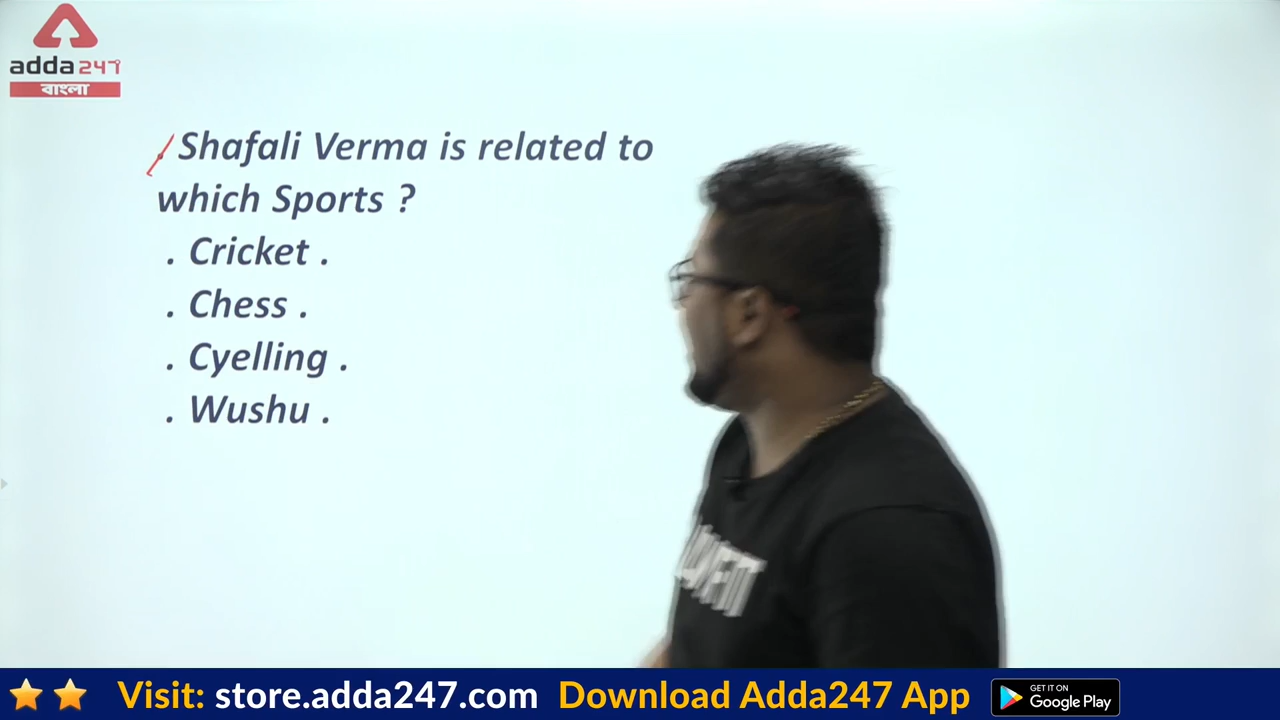 adda247
বাংলা
Shafali Verma is related to
which Sports ?
. Cricket .
. Chess .
. Cyelling .
. Wushu .
Visit: store.adda247.com Download Adda247 App
GET IT ON
Google Play